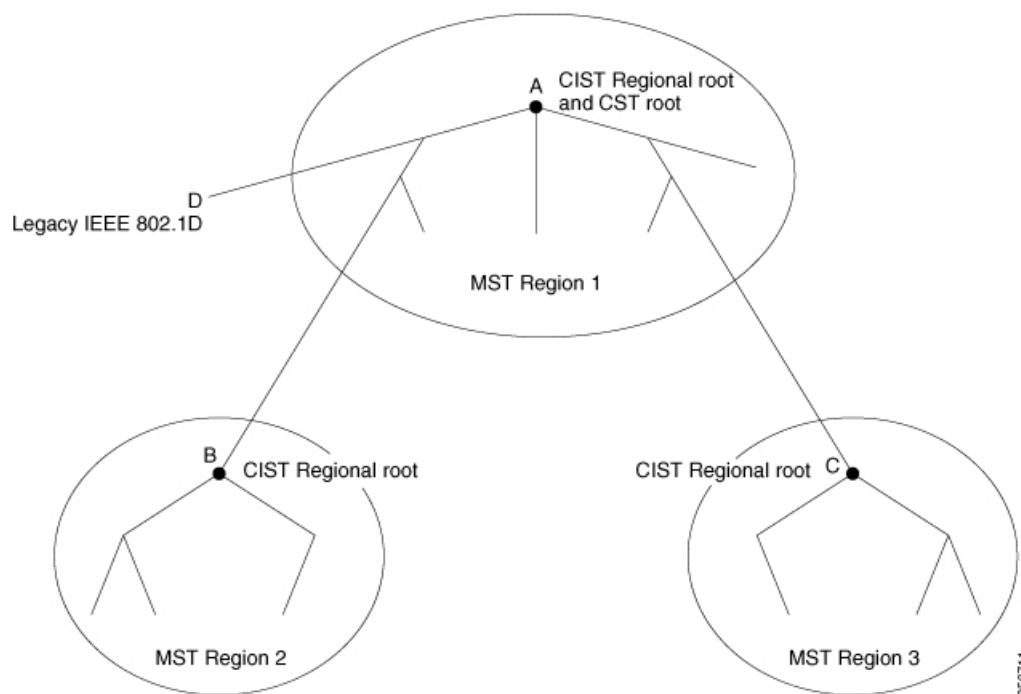 A
CIST Regional root
and CST root
D
Legacy IEEE 802.1D
MST Region 1
B
CIST Regional root
CIST Regional root
C
MST Region 2
MST Region 3